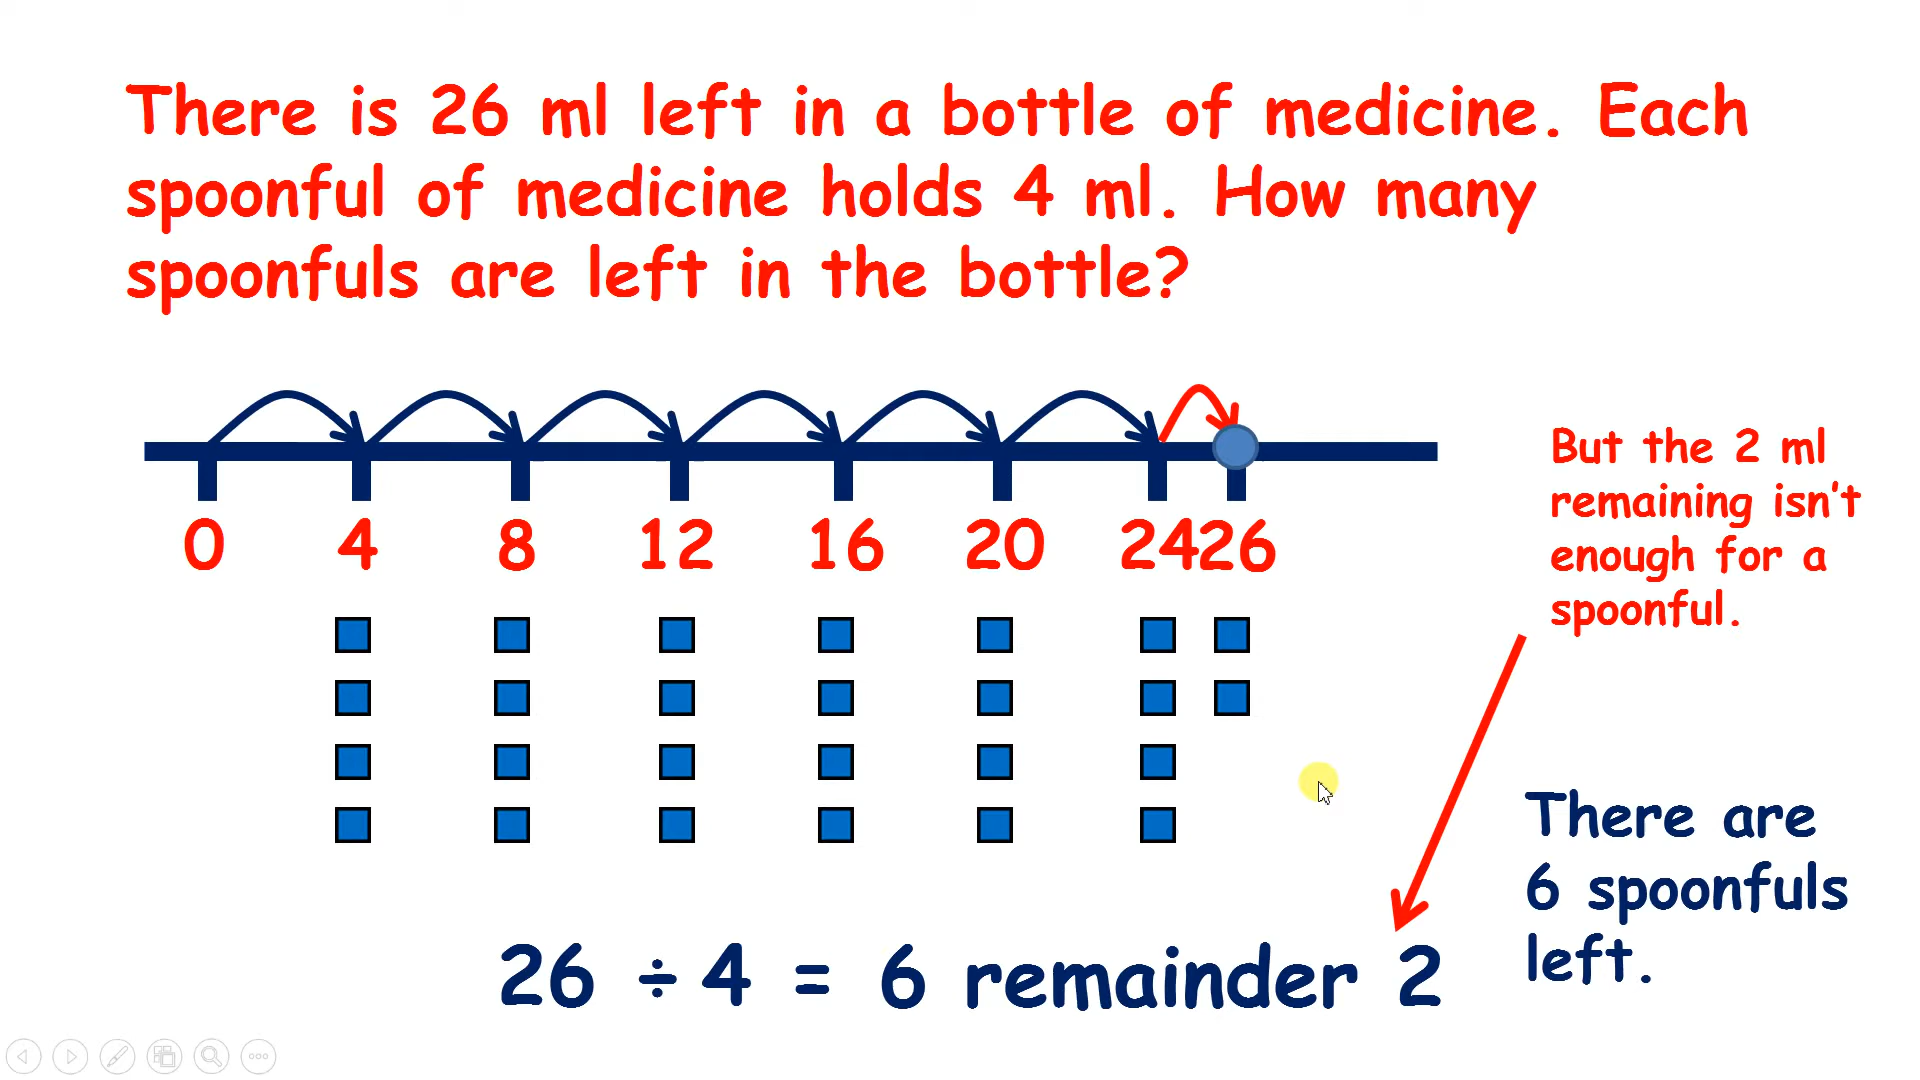 There is 26 ml left in a bottle of medicine. Each
spoonful of medicine holds 4 ml. How many
spoonfuls are left in the bottle?
0 4 8 12 16 20 24 26
But the 2 ml
remaining isn't
enough for a
spoonful.
There are
6 spoonfuls
left.
26 ÷ 4 = 6 remainder 2